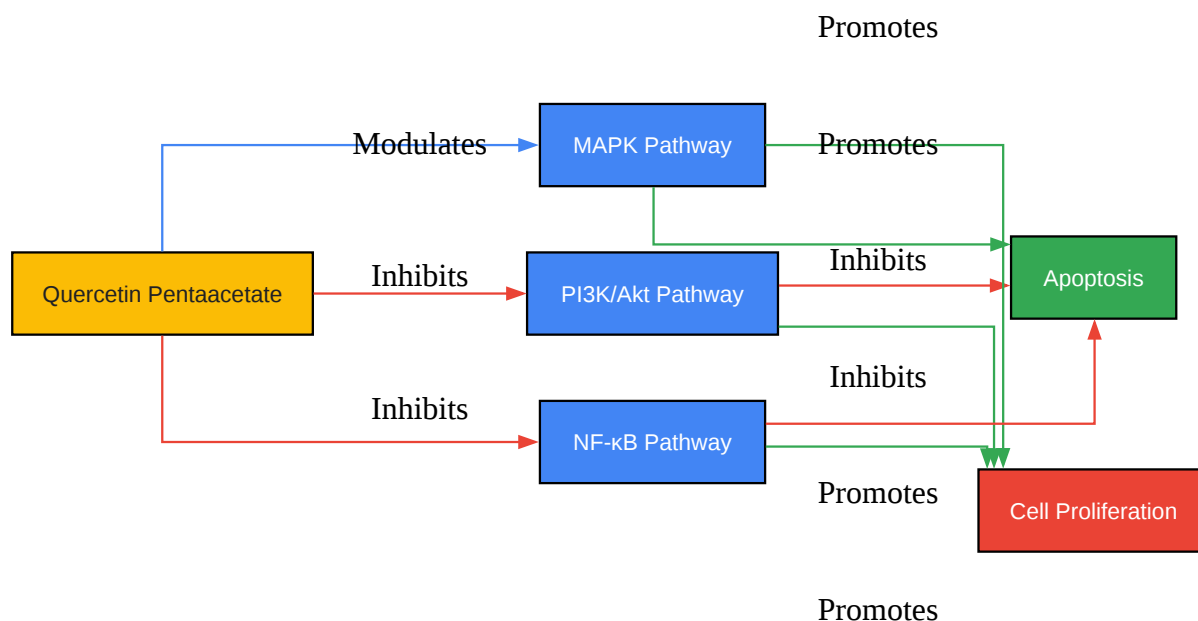 Promotes
Modulates
MAPK Pathway
Promotes
Quercetin Pentaacetate
Inhibits
PI3K/Akt Pathway
Inhibits
Apoptosis
Inhibits
Inhibits
NF-κB Pathway
Promotes
Cell Proliferation
Promotes